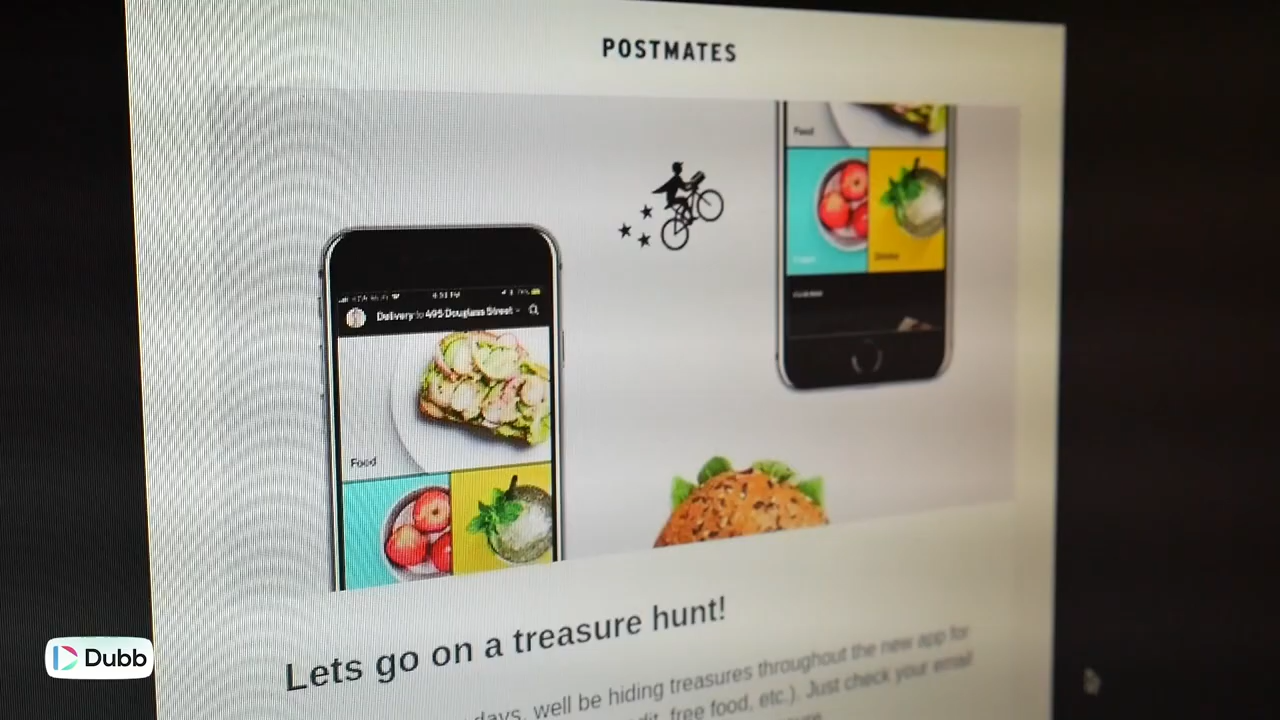 POSTMATES
Food
Delivery to 495 Douglass Street
Food
Lets go on a treasure hunt!
days, well be hiding treasures throughout the new app for
free food, etc.). Just check your email
Dubb